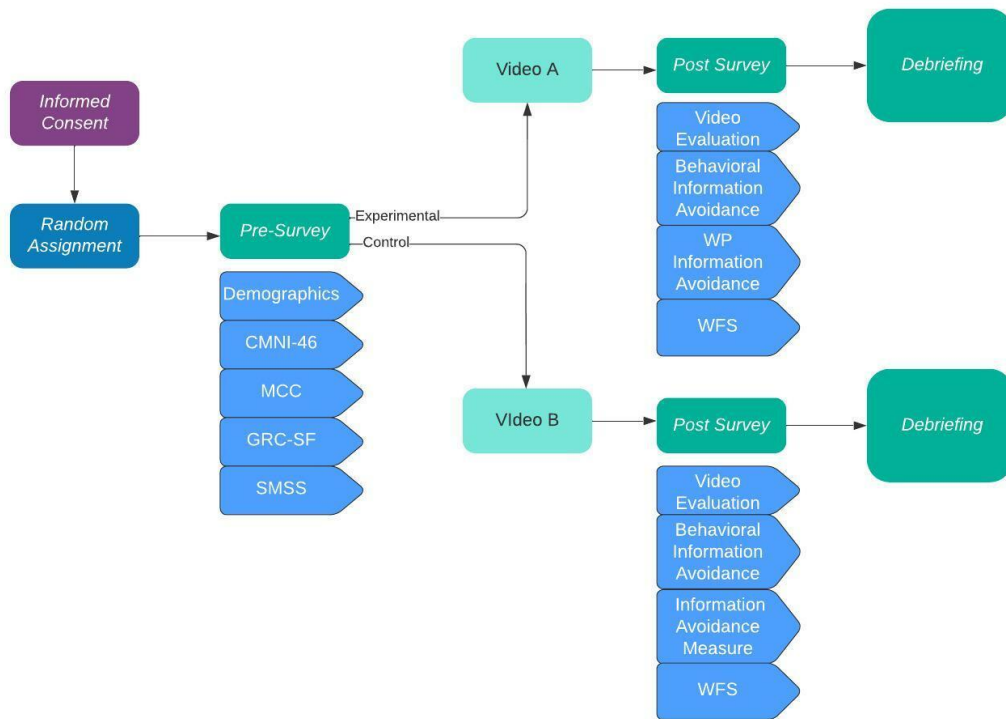 Informed
Consent
Random
Assignment
Pre-Survey
Demographics
CMNI-46
MCC
GRC-SF
SMSS
Experimental
Control
Video A
Post Survey
Debriefing
Video
Evaluation
Behavioral
Information
Avoidance
WP
Information
Avoidance
WFS
VIdeo B
Post Survey
Debriefing
Video
Evaluation
Behavioral
Information
Avoidance
Information
Avoidance
Measure
WFS